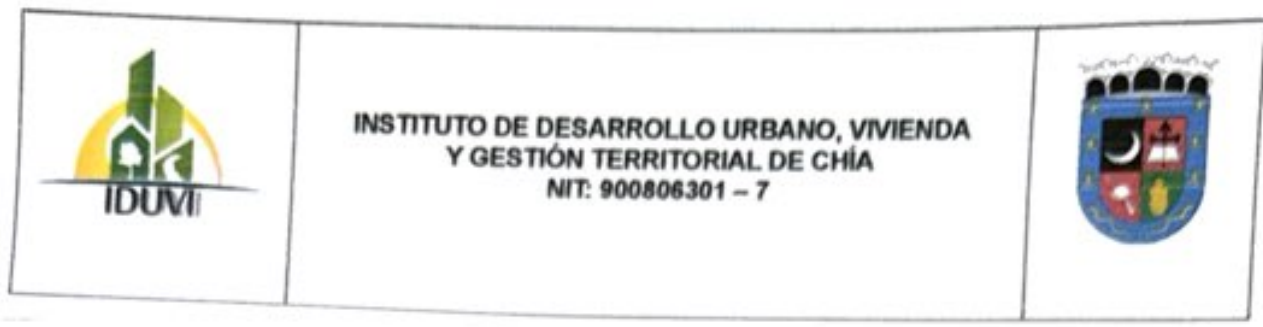 IDUVI
INSTITUTO DE DESARROLLO URBANO, VIVIENDA
Y GESTIÓN TERRITORIAL DE CHÍA
NIT: 900806301 – 7